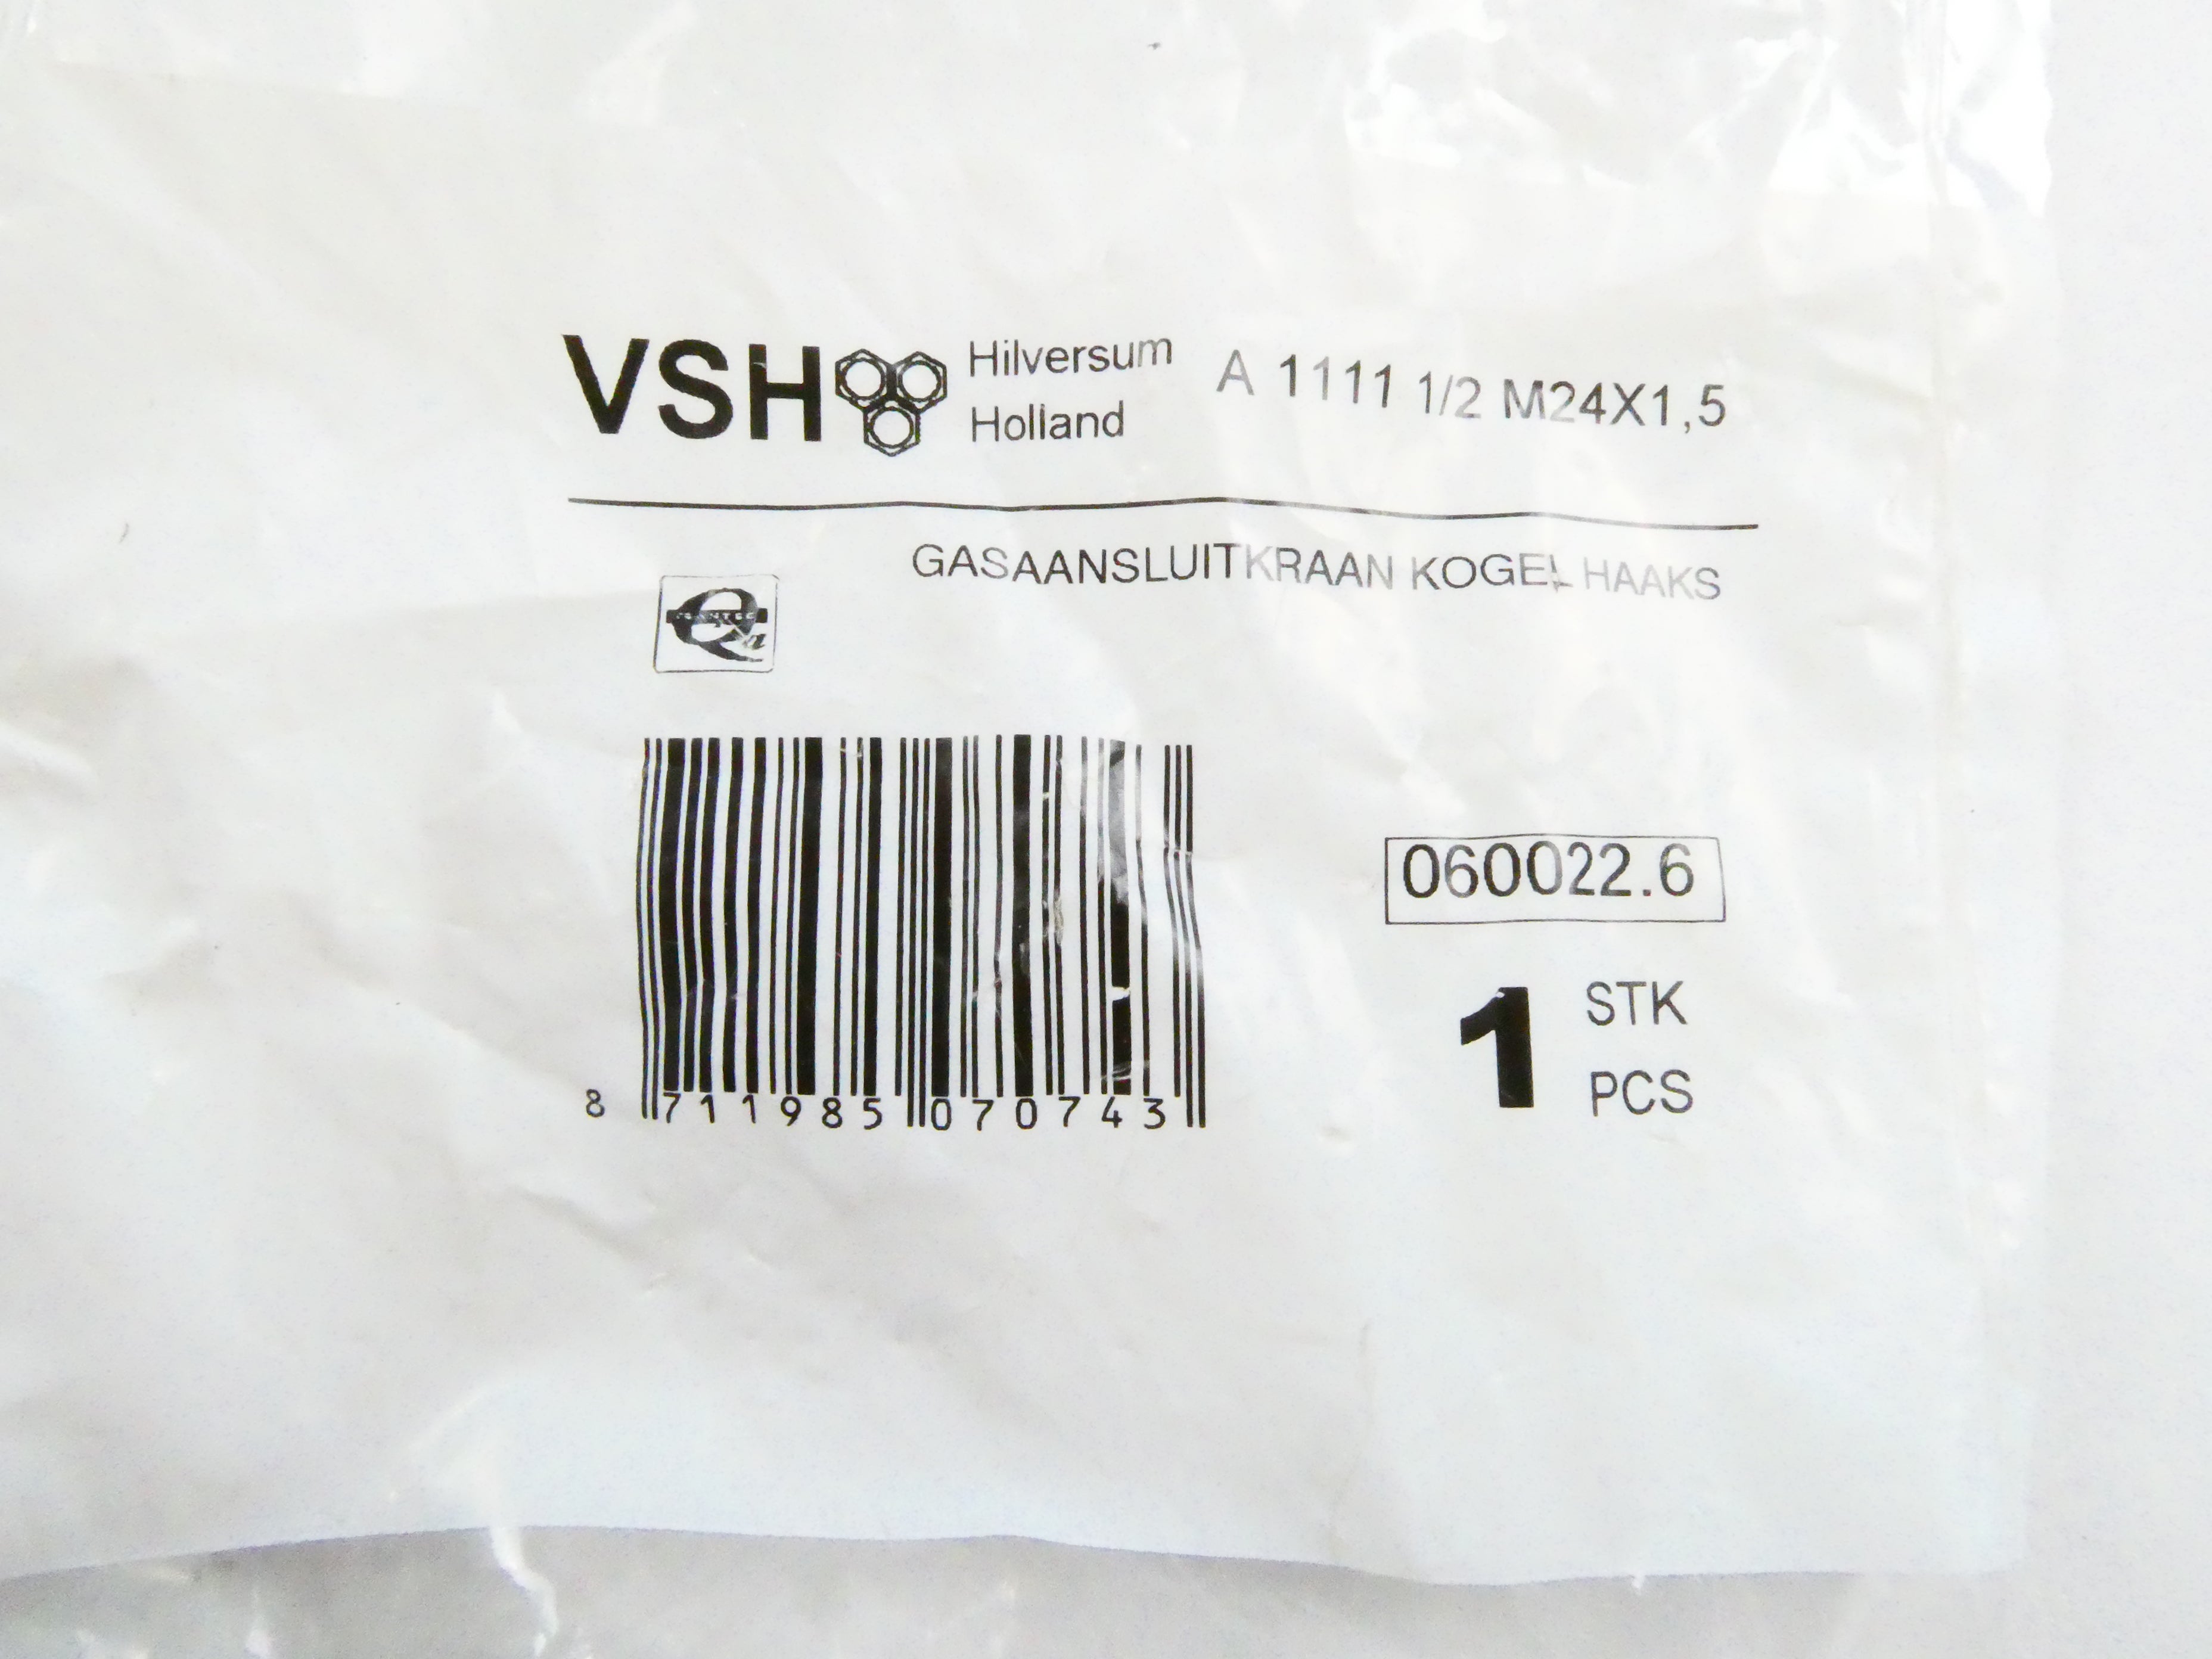 VSH Hilversum Holland A 1111 1/2 M24X1,5
GASAANSLUITKRAAN KOGEL HAAKS
Qa
8 711985 070743
060022.6
1 STK
PCS